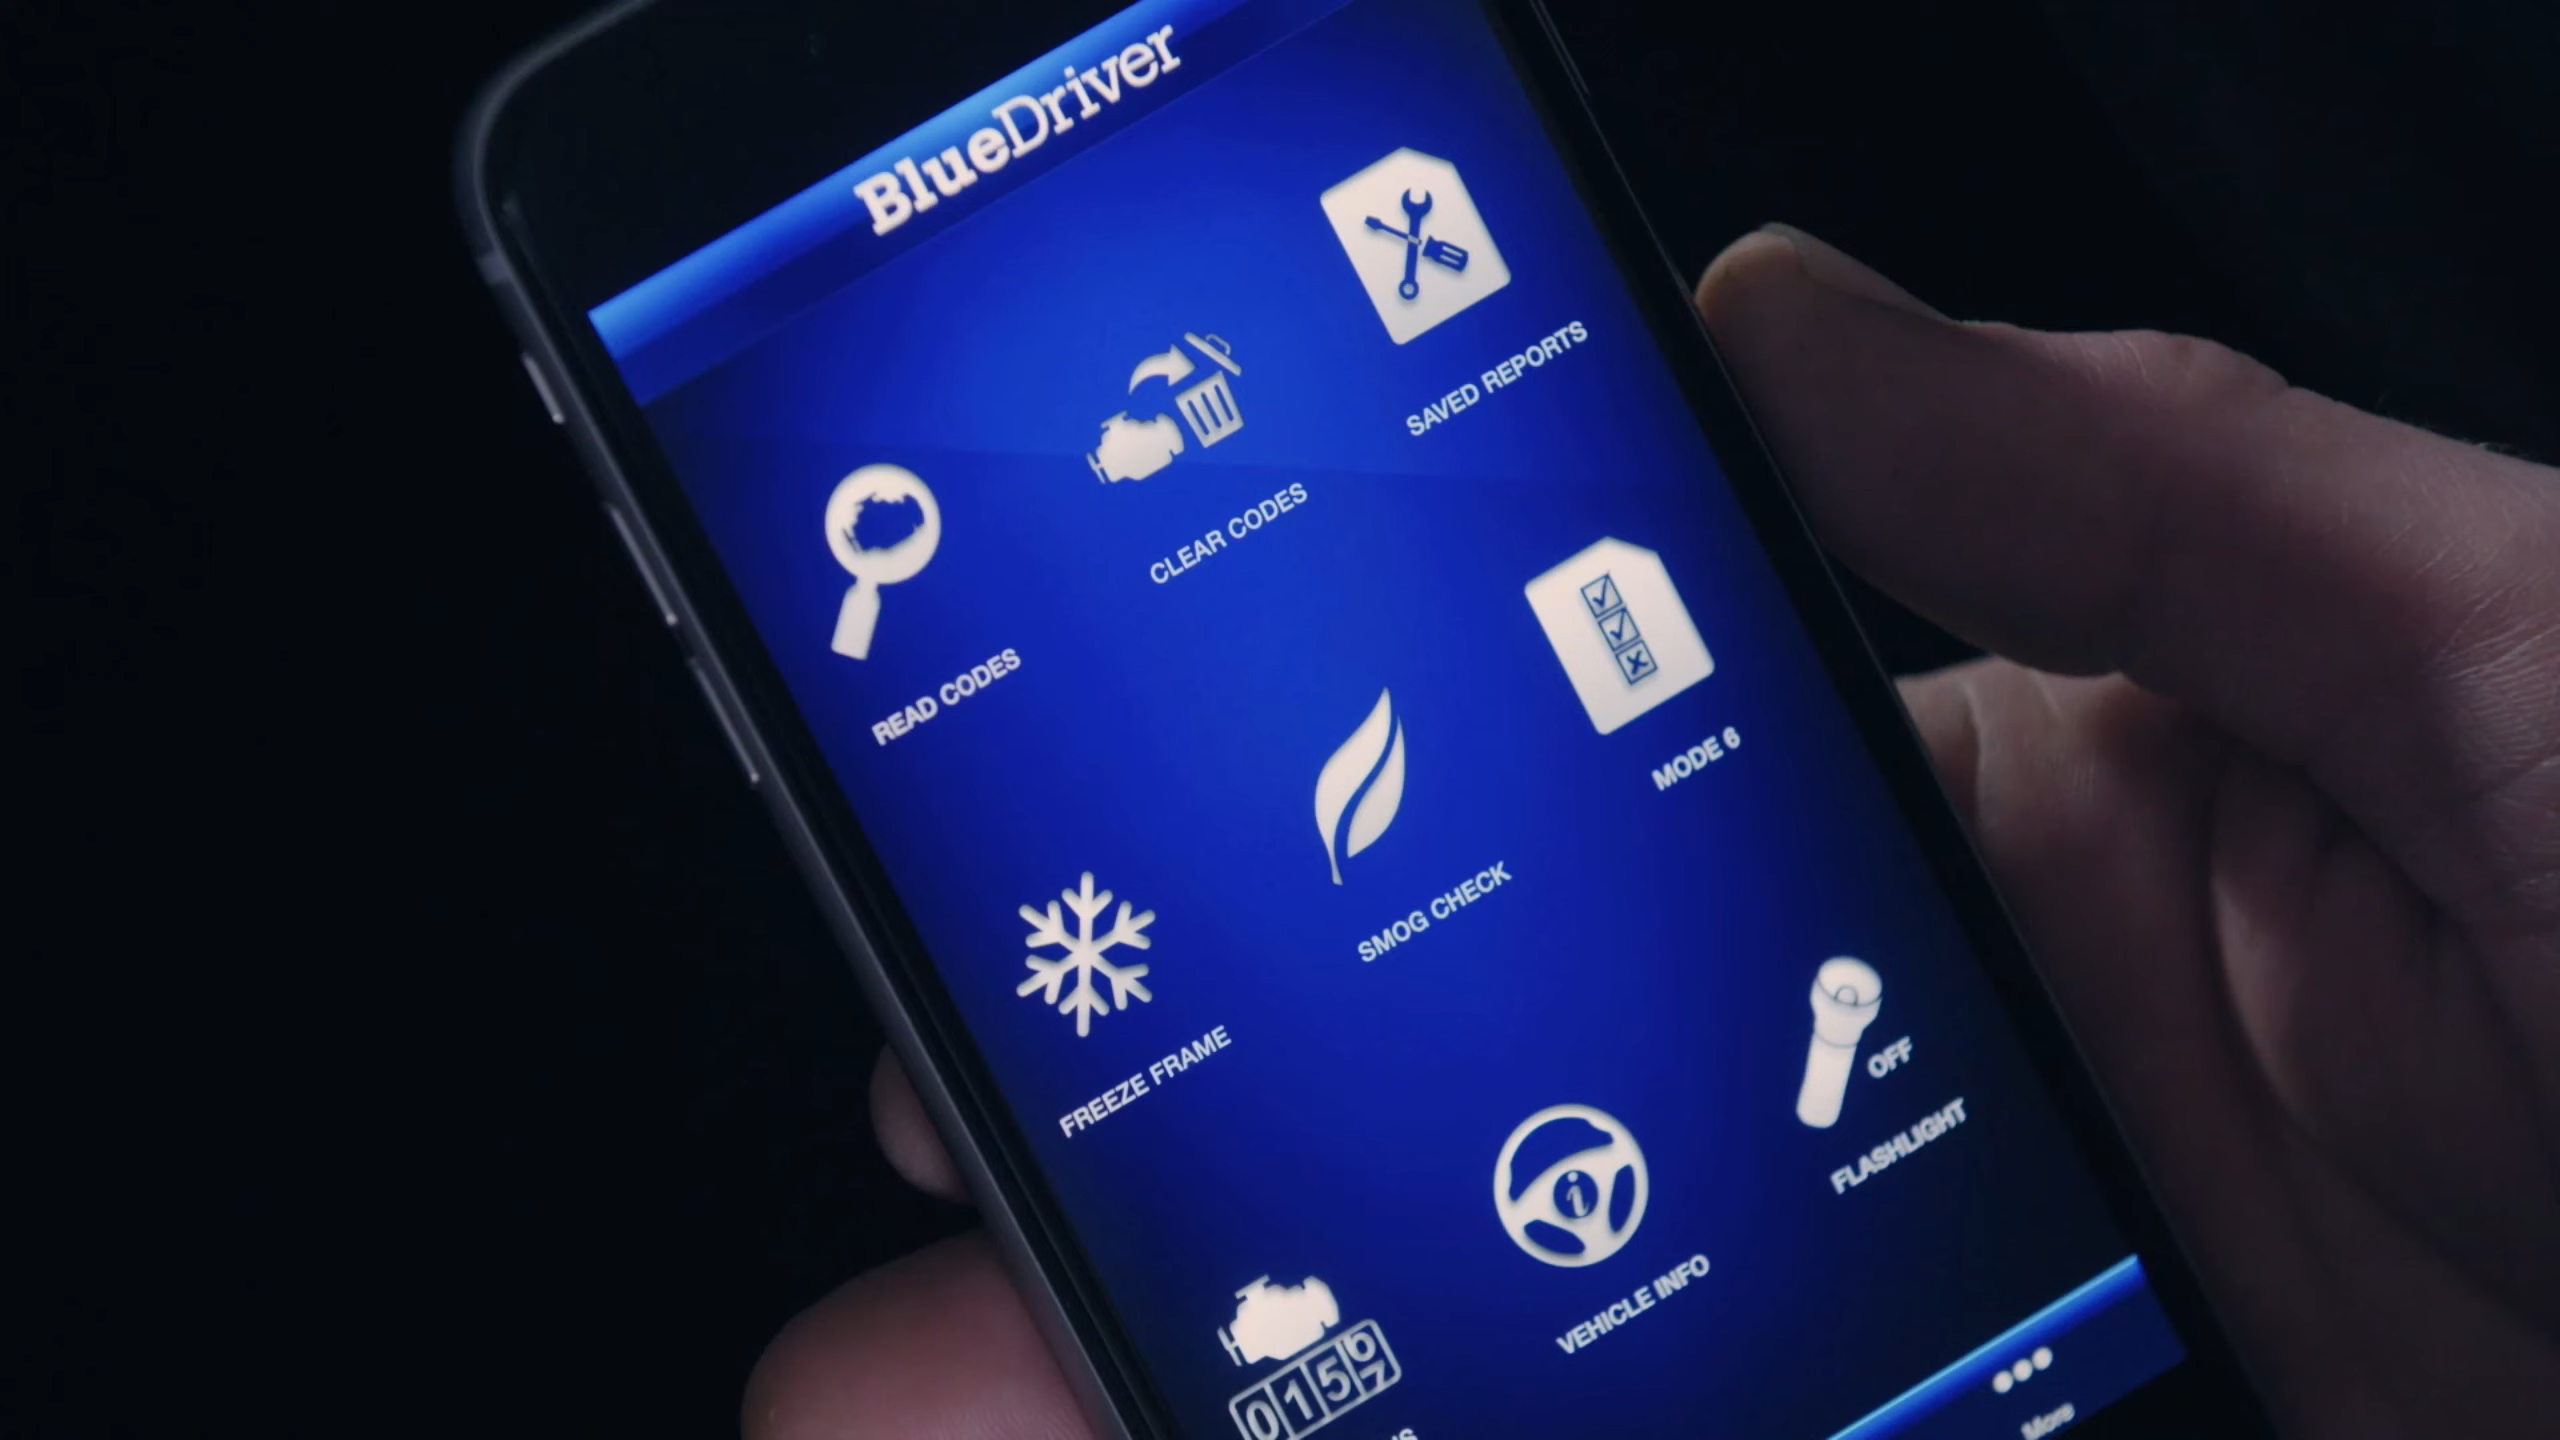 BlueDriver
READ CODES
CLEAR CODES
SAVED REPORTS
FREEZE FRAME
SMOG CHECK
MODE 6
0156
7
VEHICLE INFO
i
OFF
FLASHLIGHT
More